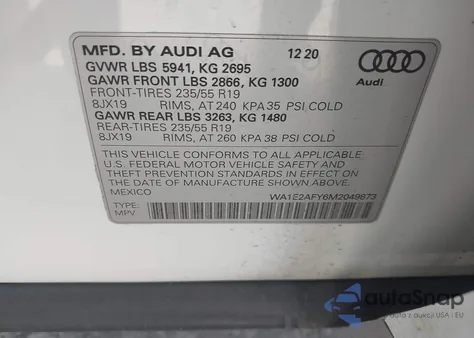 MFD. BY AUDI AG 12 20
GVWR LBS 5941, KG 2695
GAWR FRONT LBS 2866, KG 1300
FRONT-TIRES 235/55 R19
8JX19 RIMS, AT 240 KPA 35 PSI COLD
GAWR REAR LBS 3263, KG 1480
REAR-TIRES 235/55 R19
8JX19 RIMS, AT 260 KPA 38 PSI COLD
Audi
THIS VEHICLE CONFORMS TO ALL APPLICABLE
U.S. FEDERAL MOTOR VEHICLE SAFETY AND
THEFT PREVENTION STANDARDS IN EFFECT ON
THE DATE OF MANUFACTURE SHOWN ABOVE.
MEXICO
WA1E2AFY6M2049873
TYPE:
MPV
autoSnap
Zdjęcia z aukcji USA i EU